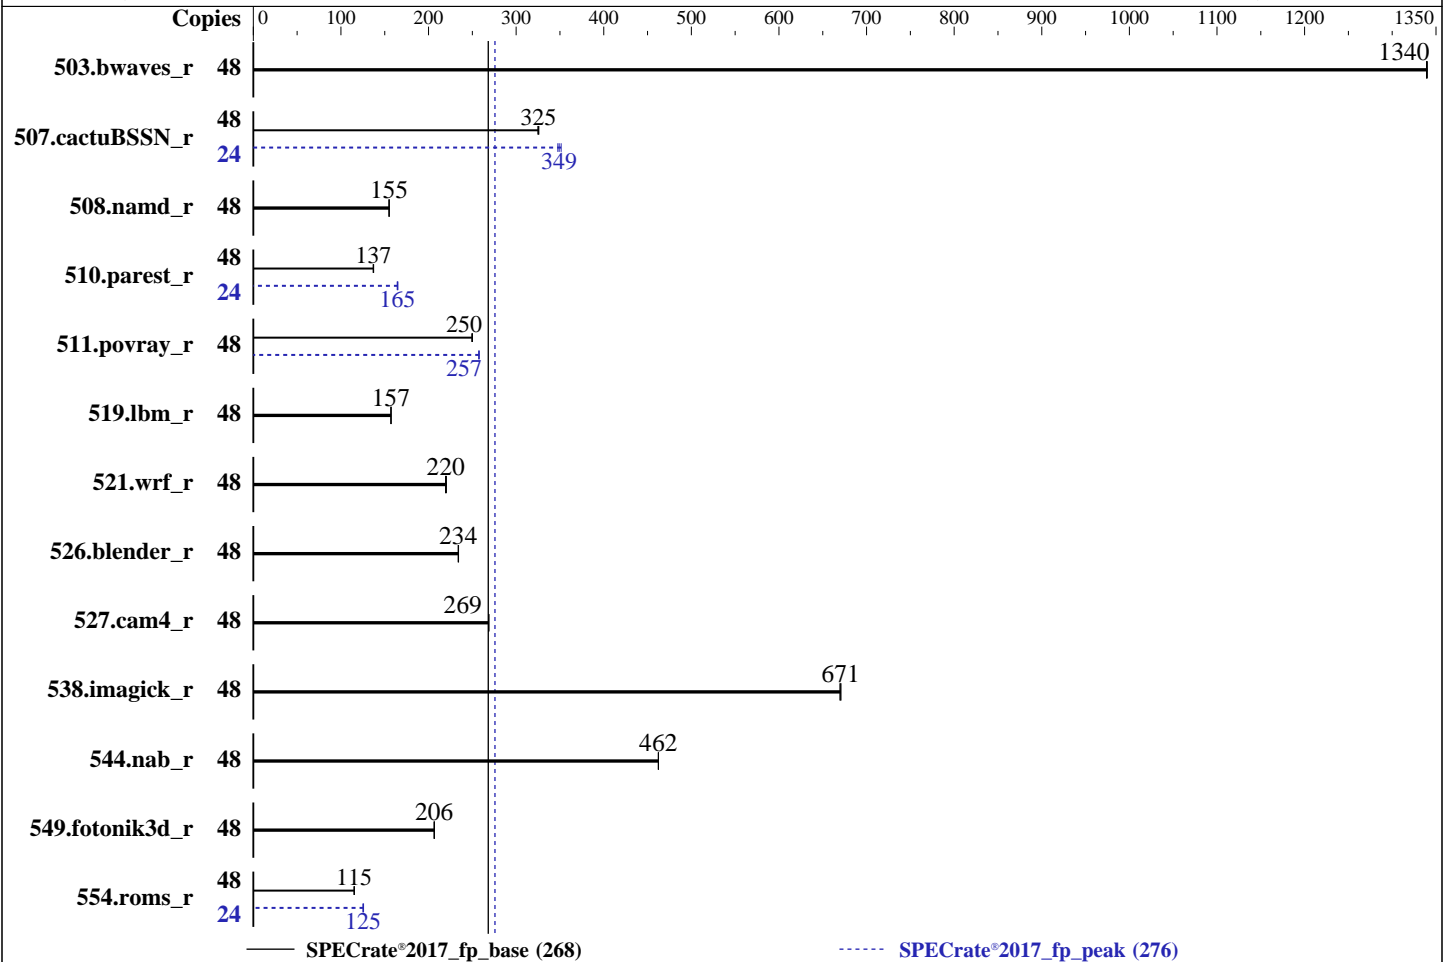 Copies 0 100 200 300 400 500 600 700 800 900 1000 1100 1200 1350
503.bwaves_r 48 1340
507.cactuBSSN_r 48 325
24 349
508.namd_r 48 155
510.parest_r 48 137
24 165
511.povray_r 48 250
257
519.lbm_r 48 157
521.wrf_r 48 220
526.blender_r 48 234
527.cam4_r 48 269
538.imagick_r 48 671
544.nab_r 48 462
549.fotonik3d_r 48 206
554.roms_r 48 115
24 125
SPECrate®2017_fp_base (268) SPECrate®2017_fp_peak (276)